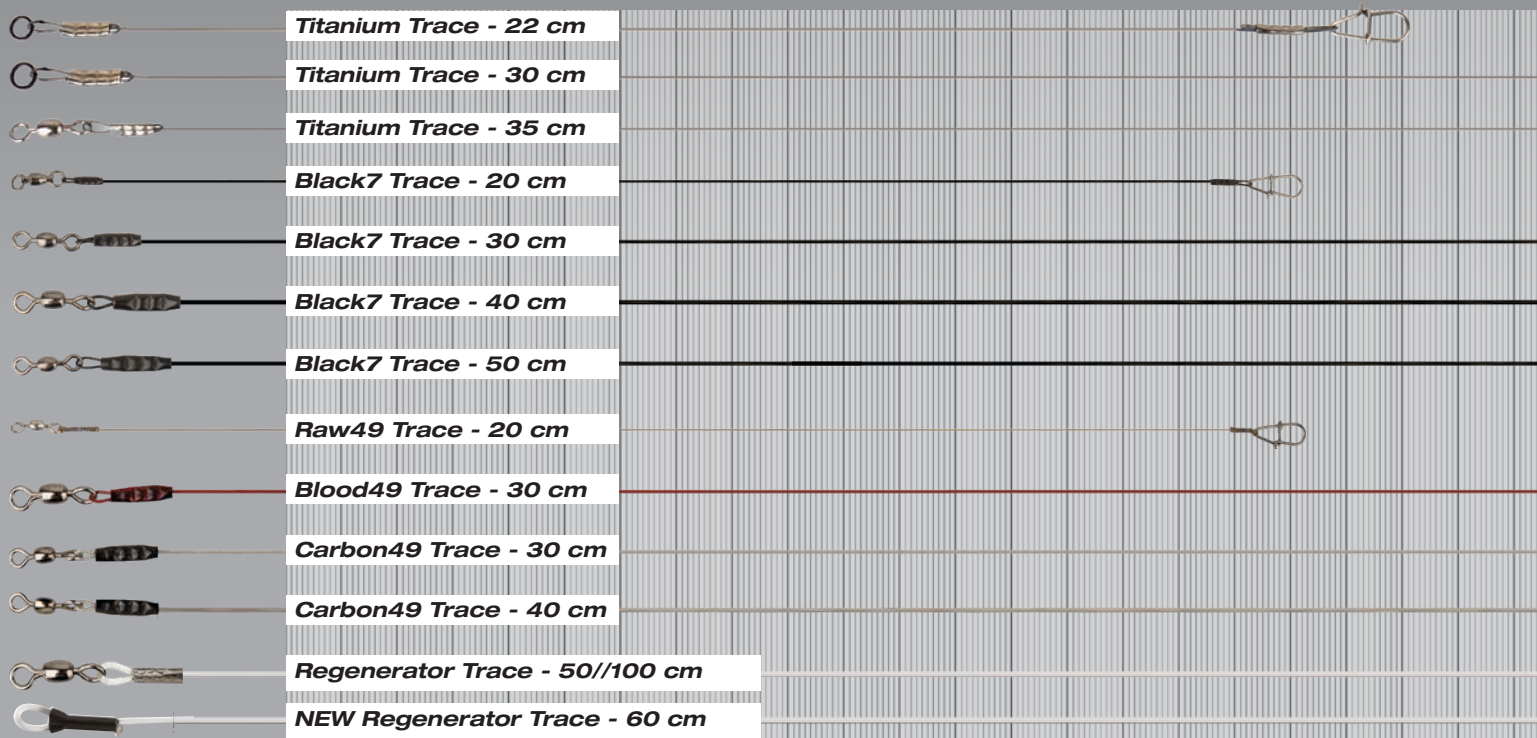 Titanium Trace - 22 cm
Titanium Trace - 30 cm
Titanium Trace - 35 cm
Black7 Trace - 20 cm
Black7 Trace - 30 cm
Black7 Trace - 40 cm
Black7 Trace - 50 cm
Raw49 Trace - 20 cm
Blood49 Trace - 30 cm
Carbon49 Trace - 30 cm
Carbon49 Trace - 40 cm
Regenerator Trace - 50//100 cm
NEW Regenerator Trace - 60 cm